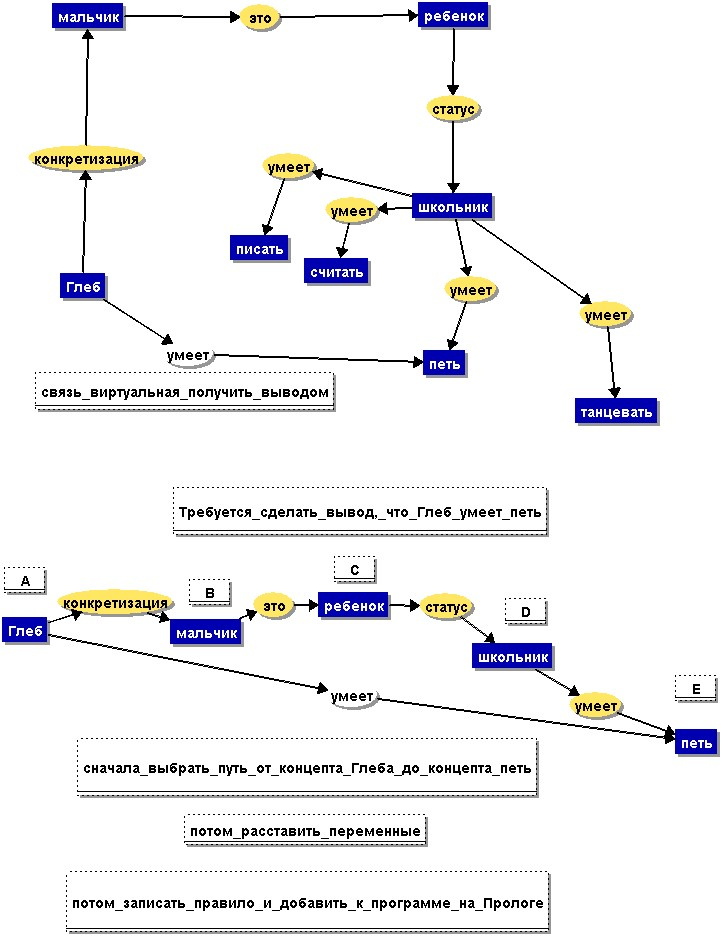 мальчик
это
ребенок
статус
конкретизация
умеет
школьник
умеет
писать
считать
Глеб
умеет
умеет
умеет
петь
связь_виртуальная_получить_выводом
танцевать
Требуется_сделать_вывод,_что_Глеб_умеет_петь
A
B
C
D
E
Глеб
конкретизация
мальчик
это
ребенок
статус
школьник
умеет
умеет
петь
сначала_выбрать_путь_от_концепта_Глеба_до_концепта_петь
потом_расставить_переменные
потом_записать_правило_и_добавить_к_программе_на_Прологе